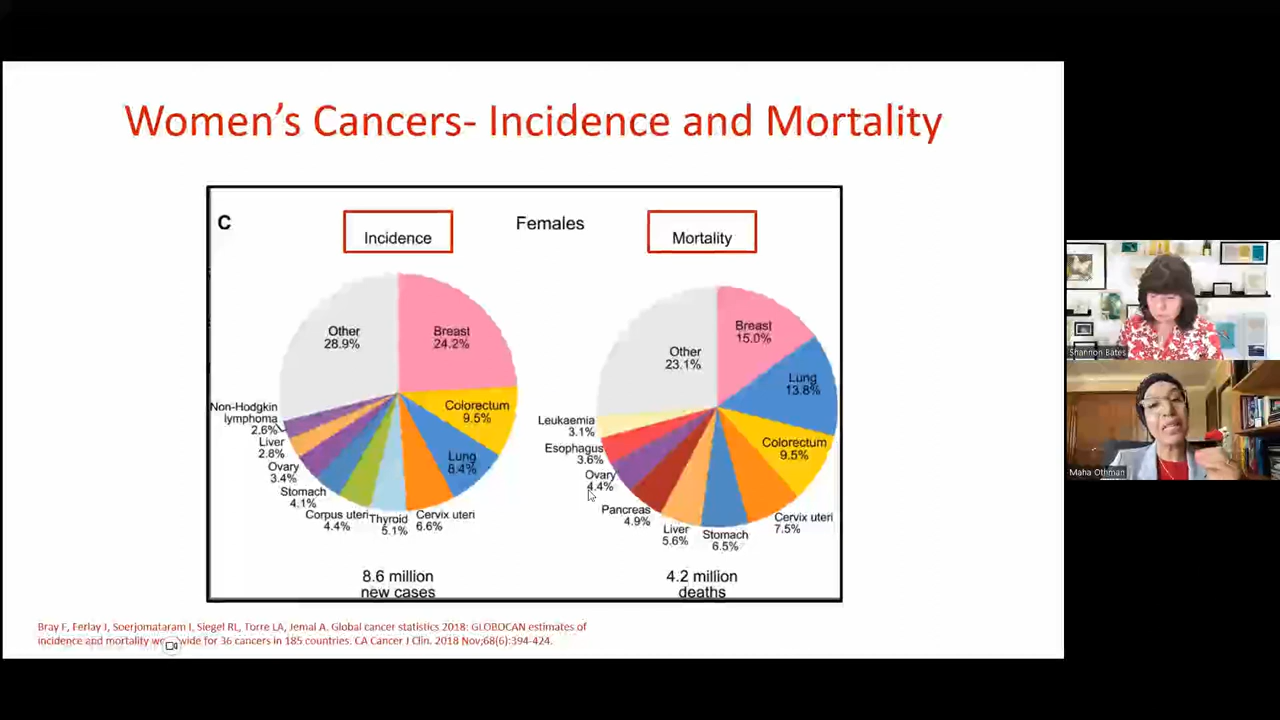 Women's Cancers- Incidence and Mortality
C
Incidence
Females
Mortality
Other
28.9%
Breast
24.2%
Colorectum
9.5%
Lung
8.4%
Cervix uteri
6.6%
Thyroid
5.1%
Corpus uteri
4.4%
Stomach
4.1%
Ovary
3.4%
Liver
2.8%
Non-Hodgkin
lymphoma
2.6%
8.6 million
new cases
Other
23.1%
Breast
15.0%
Lung
13.8%
Colorectum
9.5%
Cervix uteri
7.5%
Stomach
6.5%
Liver
5.6%
Pancreas
4.9%
Ovary
4.4%
Esophagus
3.6%
Leukaemia
3.1%
4.2 million
deaths
Bray F, Ferlay J, Soerjomataram I, Siegel RL, Torre LA, Jemal A. Global cancer statistics 2018: GLOBOCAN estimates of
incidence and mortality wide for 36 cancers in 185 countries. CA Cancer J Clin. 2018 Nov;68(6):394-424.
Shannon Bates
Maha Othman